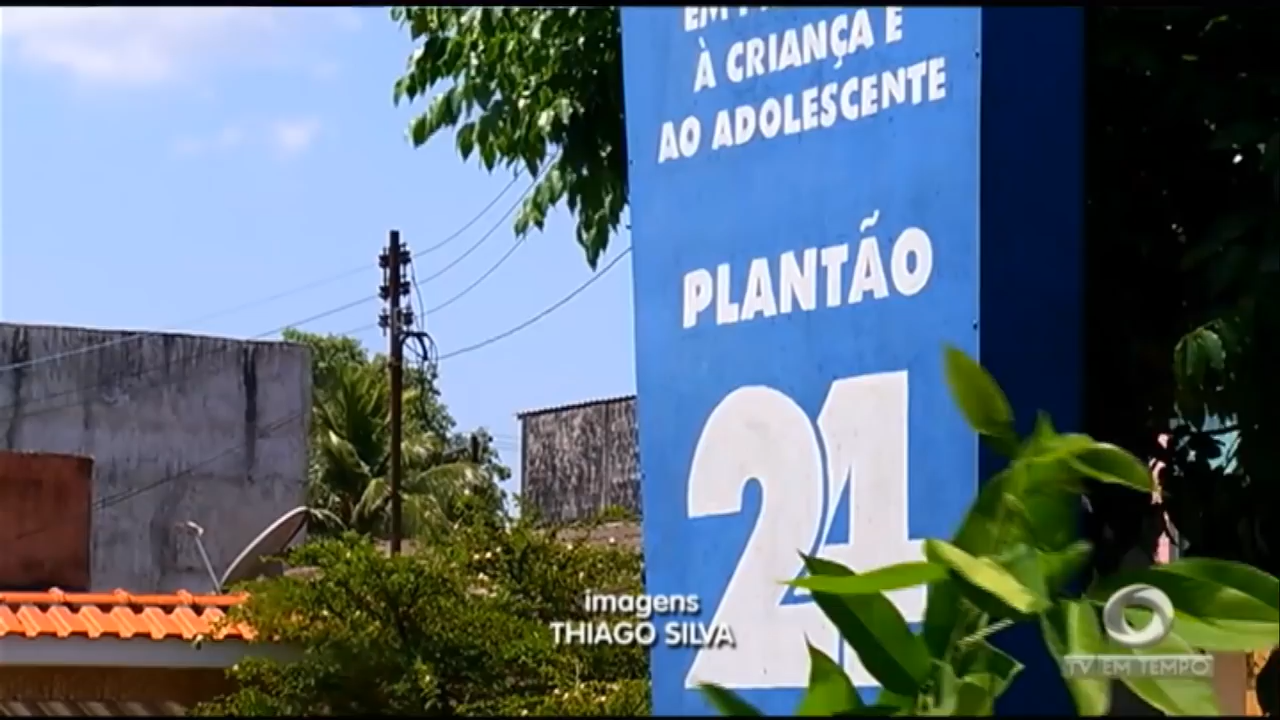 À CRIANÇA E
AO ADOLESCENTE
PLANTÃO
24
imagens
THIAGO SILVA
TV EM TEMPO